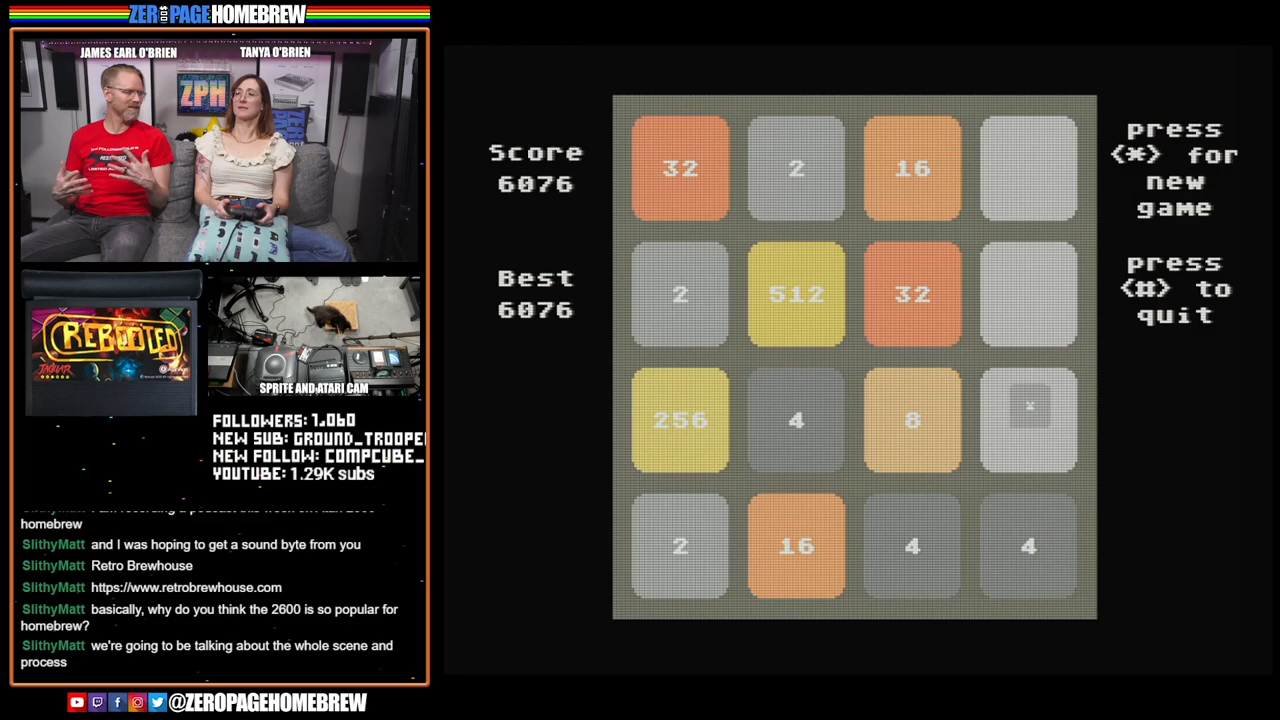 ZERO PAGE HOMEBREW
JAMES EARL O'BRIEN
TANYA O'BRIEN
ZPH
REBOOTED
JAGUAR
SPRITE AND ATARI CAM
FOLLOWERS: 1,060
NEW SUB: GROUND_TROOPE
NEW FOLLOW: COMPCUBE_
YOUTUBE: 1.29K subs
homebrew
SlithyMatt and I was hoping to get a sound byte from you
SlithyMatt Retro Brewhouse
SlithyMatt https://www.retrobrewhouse.com
SlithyMatt basically, why do you think the 2600 is so popular for
homebrew?
SlithyMatt we're going to be talking about the whole scene and
process
@ZEROPAGEHOMEBREW
Score
6076
Best
6076
32 2 16
2 512 32
256 4 8
2 16 4 4
press
<*> for
new
game
press
<#> to
quit